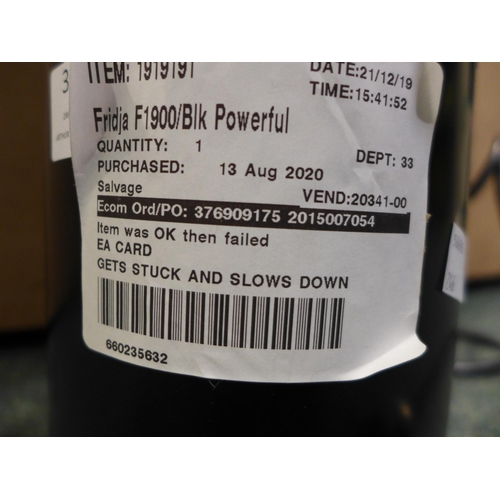 ITEM: 1919191
DATE:21/12/19
TIME:15:41:52
Fridja F1900/Blk Powerful
QUANTITY: 1
DEPT: 33
PURCHASED: 13 Aug 2020
Salvage
VEND:20341-00
Ecom Ord/PO: 376909175 2015007054
Item was OK then failed
EA CARD
GETS STUCK AND SLOWS DOWN
660235632
3